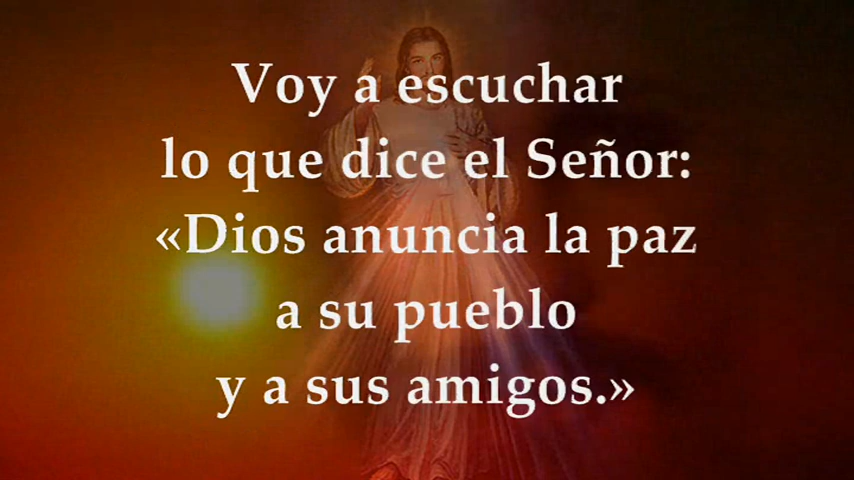 Voy a escuchar
lo que dice el Señor:
«Dios anuncia la paz
a su pueblo
y a sus amigos.»